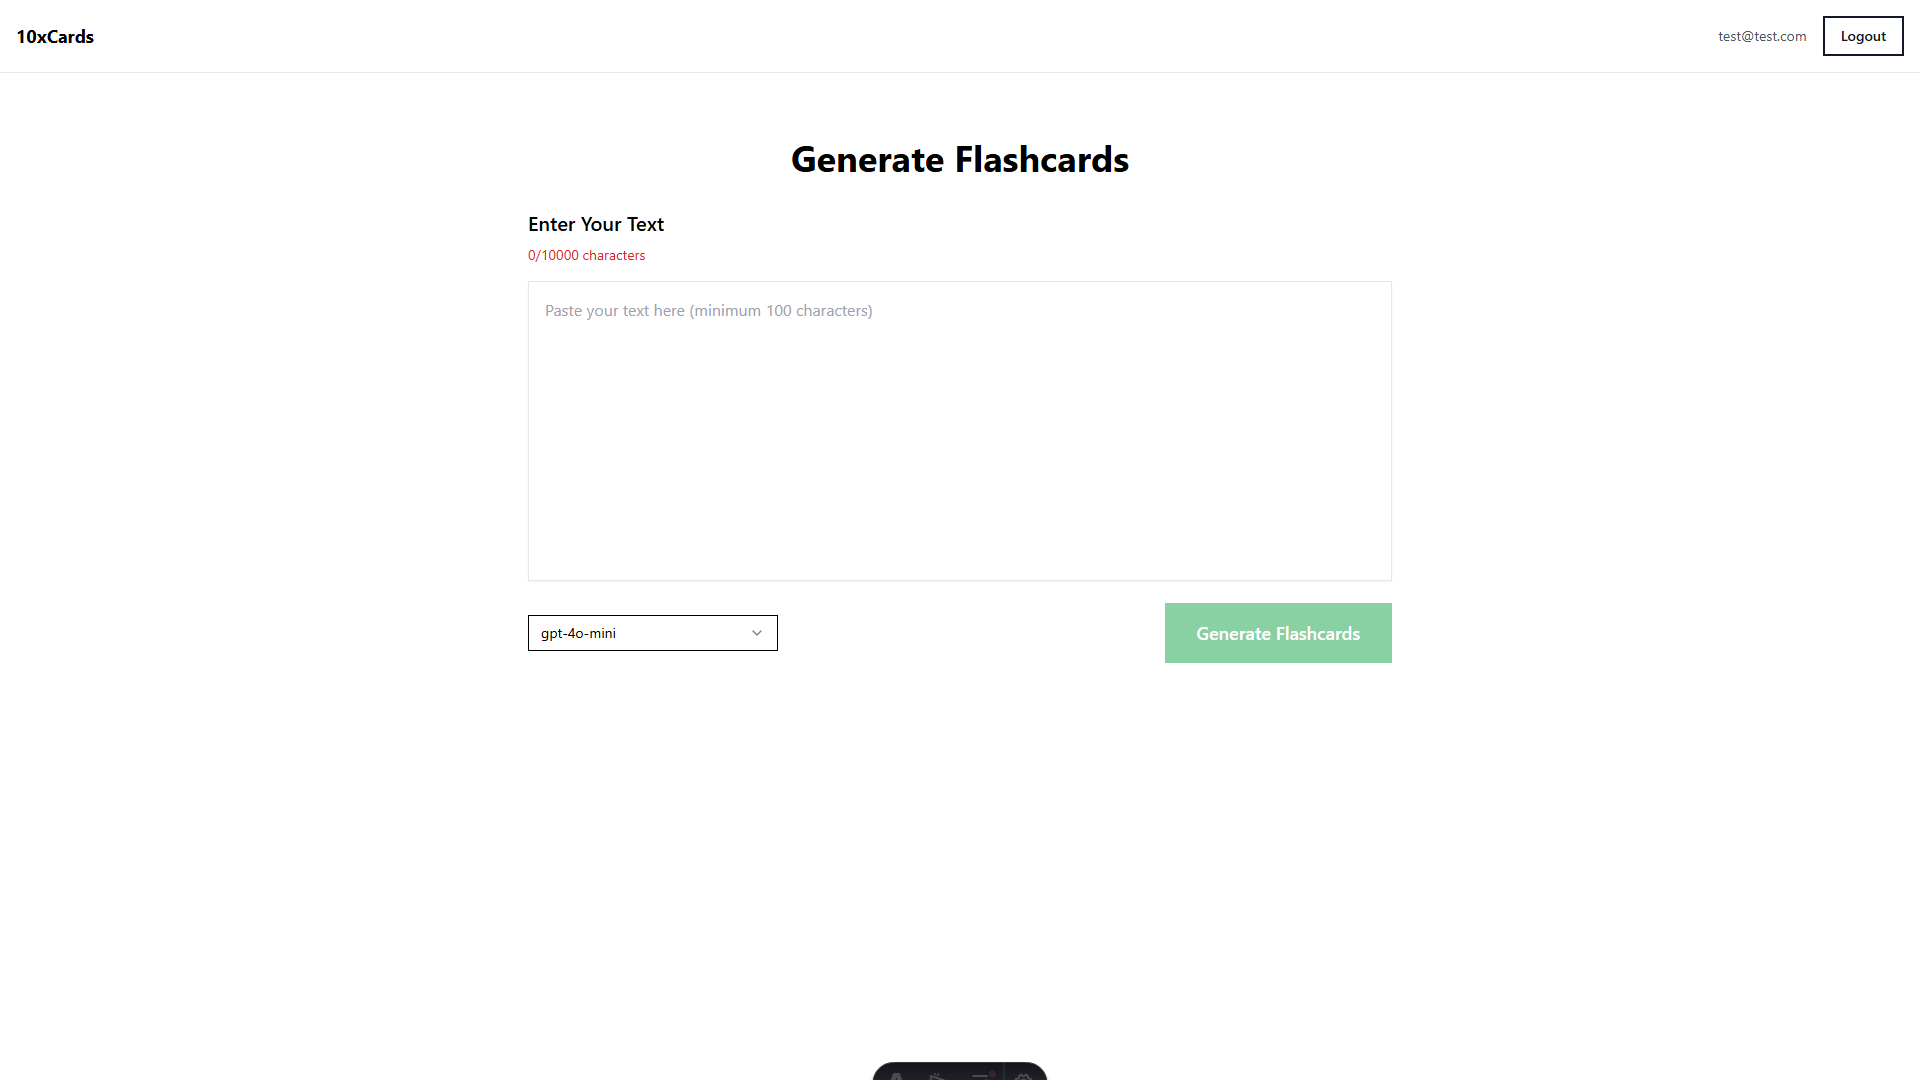 10xCards
test@test.com
Logout
Generate Flashcards
Enter Your Text
0/10000 characters
Paste your text here (minimum 100 characters)
gpt-4o-mini
Generate Flashcards